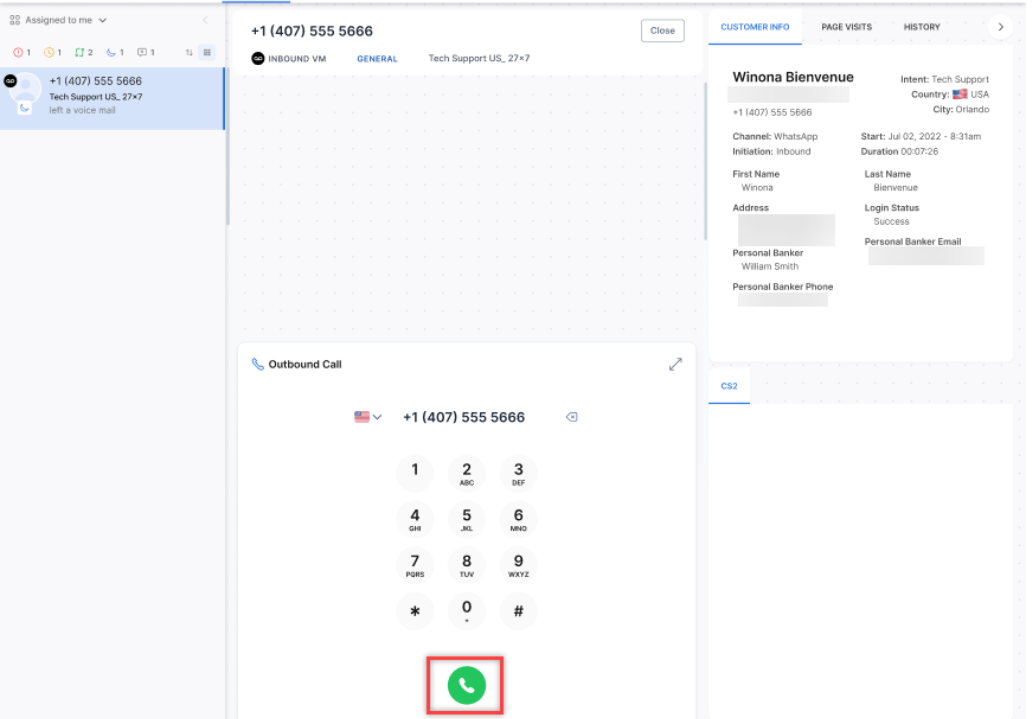 Assigned to me
1 1 2 1 1
+1 (407) 555 5666
Tech Support US_ 27x7
left a voice mail
+1 (407) 555 5666
Close
INBOUND VM GENERAL Tech Support US_ 27x7
Outbound Call
+1 (407) 555 5666
1
2
ABC
3
DEF
4
GHI
5
JKL
6
MNO
7
PQRS
8
TUV
9
WXYZ
*
0
+
#
CUSTOMER INFO PAGE VISITS HISTORY
Winona Bienvenue
+1 (407) 555 5666
Intent: Tech Support
Country: USA
City: Orlando
Channel: WhatsApp
Initiation: Inbound
Start: Jul 02, 2022 - 8:31am
Duration 00:07:26
First Name
Winona
Last Name
Bienvenue
Address
Login Status
Success
Personal Banker
William Smith
Personal Banker Email
Personal Banker Phone
CS2